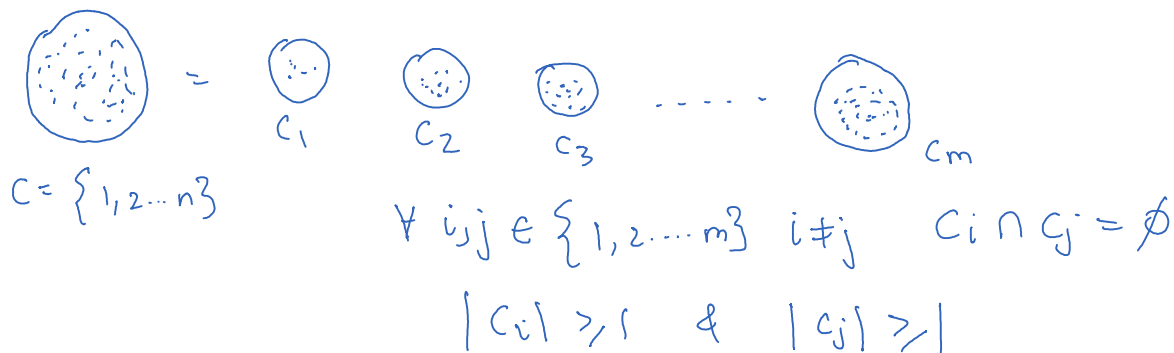 = C1 C2 C3 ..... Cm
C = {1, 2... n}
∀ i, j ∈ {1, 2.... m} i ≠ j Ci ∩ Cj = ∅
|Ci| ≥ 1 & |Cj| ≥ 1